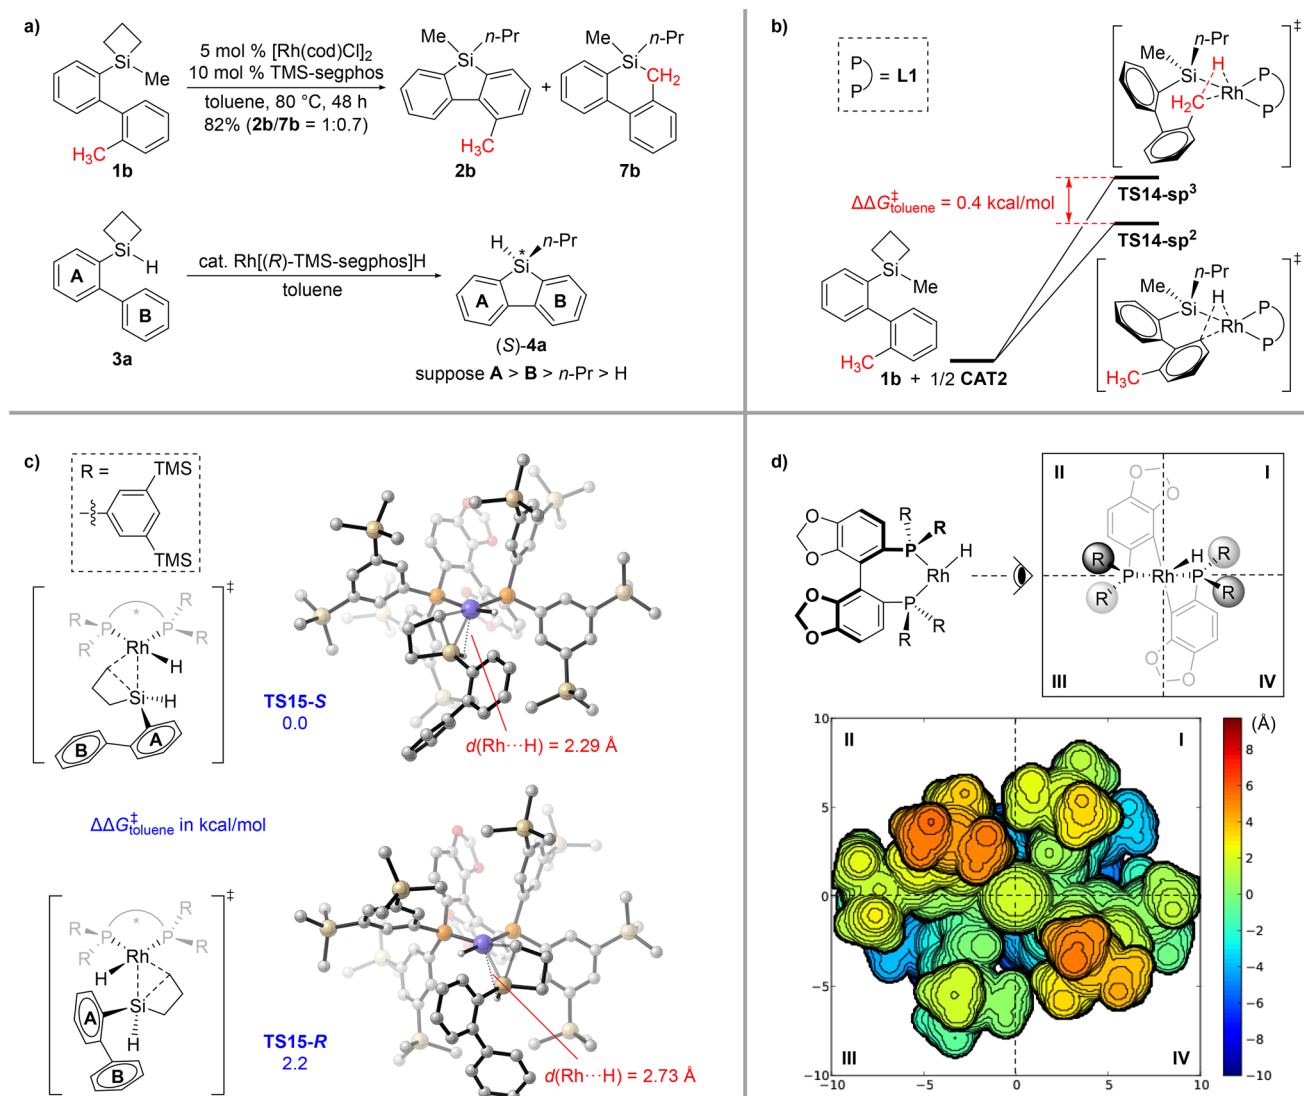 a)
5 mol % [Rh(cod)Cl]2
10 mol % TMS-segphos
toluene, 80 °C, 48 h
82% (2b/7b = 1:0.7)
Si
Me
H3C
1b
Me
n-Pr
Si
H3C
2b
+
Me
n-Pr
Si
CH2
7b
Si
H
A
B
3a
cat. Rh[(R)-TMS-segphos]H
toluene
H
n-Pr
Si
*
A
B
(S)-4a
suppose A > B > n-Pr > H
b)
P
P
= L1
‡
n-Pr
Me
Si
H
H2C
Rh
P
P
TS14-sp3
ΔΔG‡toluene = 0.4 kcal/mol
TS14-sp2
Si
Me
H3C
1b + 1/2 CAT2
‡
n-Pr
Me
Si
H
Rh
P
P
H3C
c)
R =
TMS
TMS
‡
*
R
R
P
P
R
R
Rh
H
Si
H
A
B
TS15-S
0.0
d(Rh···H) = 2.29 Å
ΔΔG‡toluene in kcal/mol
‡
*
R
R
P
P
R
R
Rh
H
Si
A
H
B
TS15-R
2.2
d(Rh···H) = 2.73 Å
d)
R
R
O
O
P
H
Rh
O
O
P
R
R
II
I
O
O
R
H
R
P
Rh
P
R
R
O
O
III
IV
10
5
0
−5
−10
−10
−5
0
5
10
II
I
III
IV
(Å)
8
6
4
2
0
−2
−4
−6
−8
−10